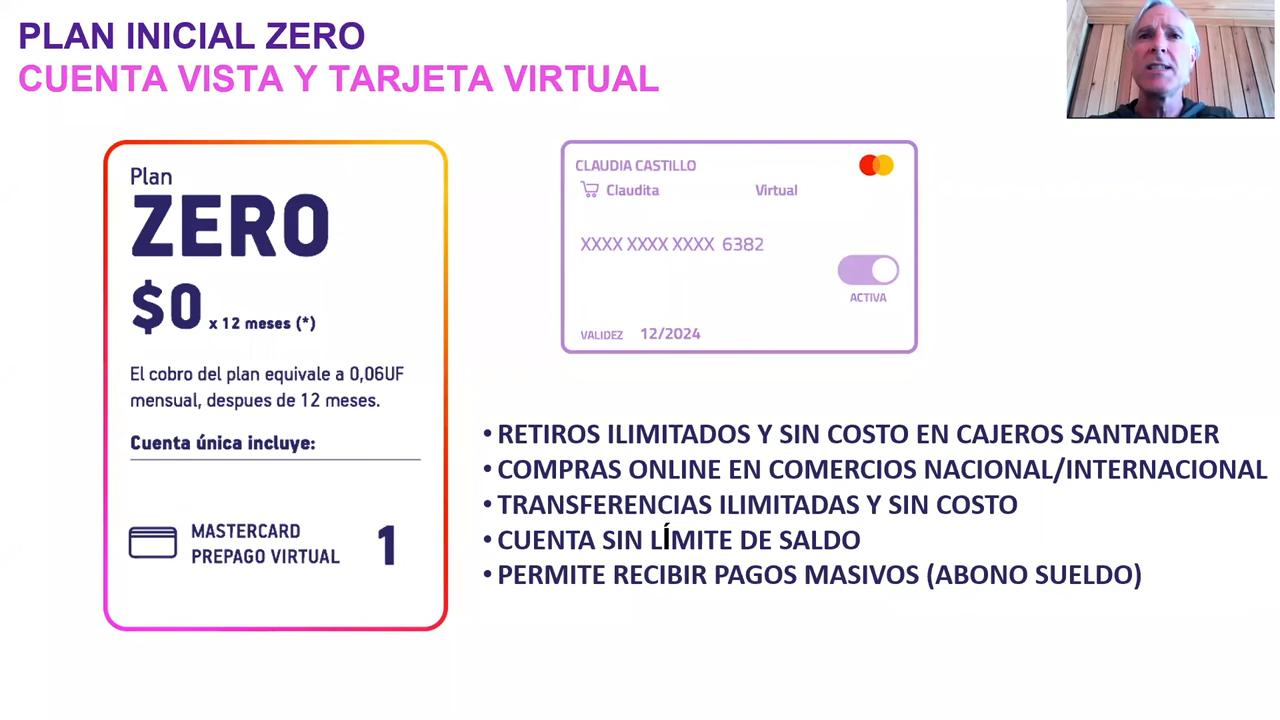 PLAN INICIAL ZERO
CUENTA VISTA Y TARJETA VIRTUAL
Plan
ZERO
$0 x 12 meses (*)
El cobro del plan equivale a 0,06UF
mensual, despues de 12 meses.
Cuenta única incluye:
MASTERCARD
PREPAGO VIRTUAL 1
CLAUDIA CASTILLO
Claudita Virtual
XXXX XXXX XXXX 6382
ACTIVA
VALIDEZ 12/2024
• RETIROS ILIMITADOS Y SIN COSTO EN CAJEROS SANTANDER
• COMPRAS ONLINE EN COMERCIOS NACIONAL/INTERNACIONAL
• TRANSFERENCIAS ILIMITADAS Y SIN COSTO
• CUENTA SIN LÍMITE DE SALDO
• PERMITE RECIBIR PAGOS MASIVOS (ABONO SUELDO)